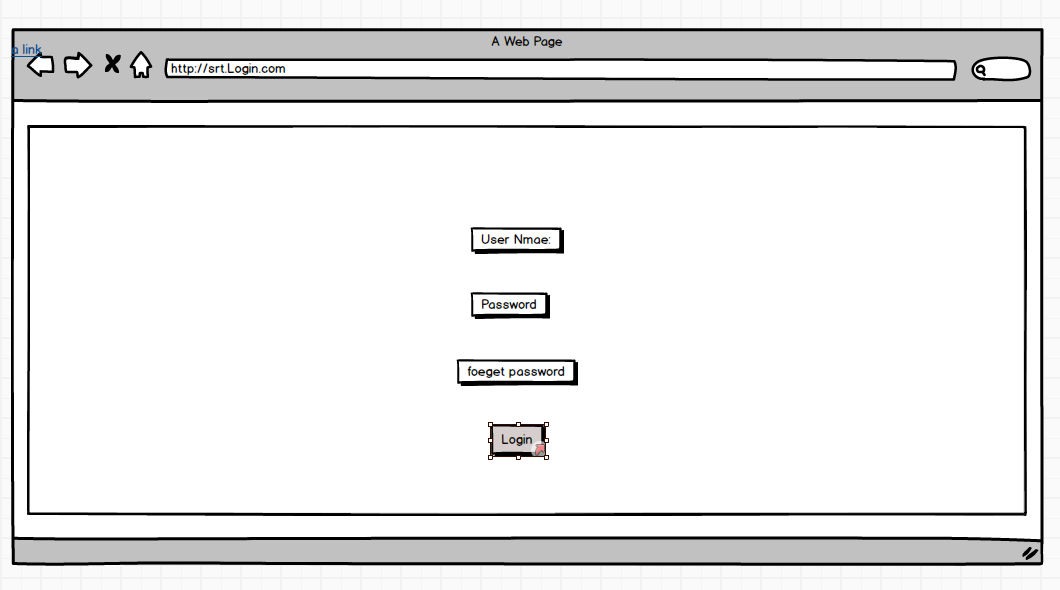 A Web Page
a link
http://srt.Login.com
User Nmae:
Password
foeget password
Login